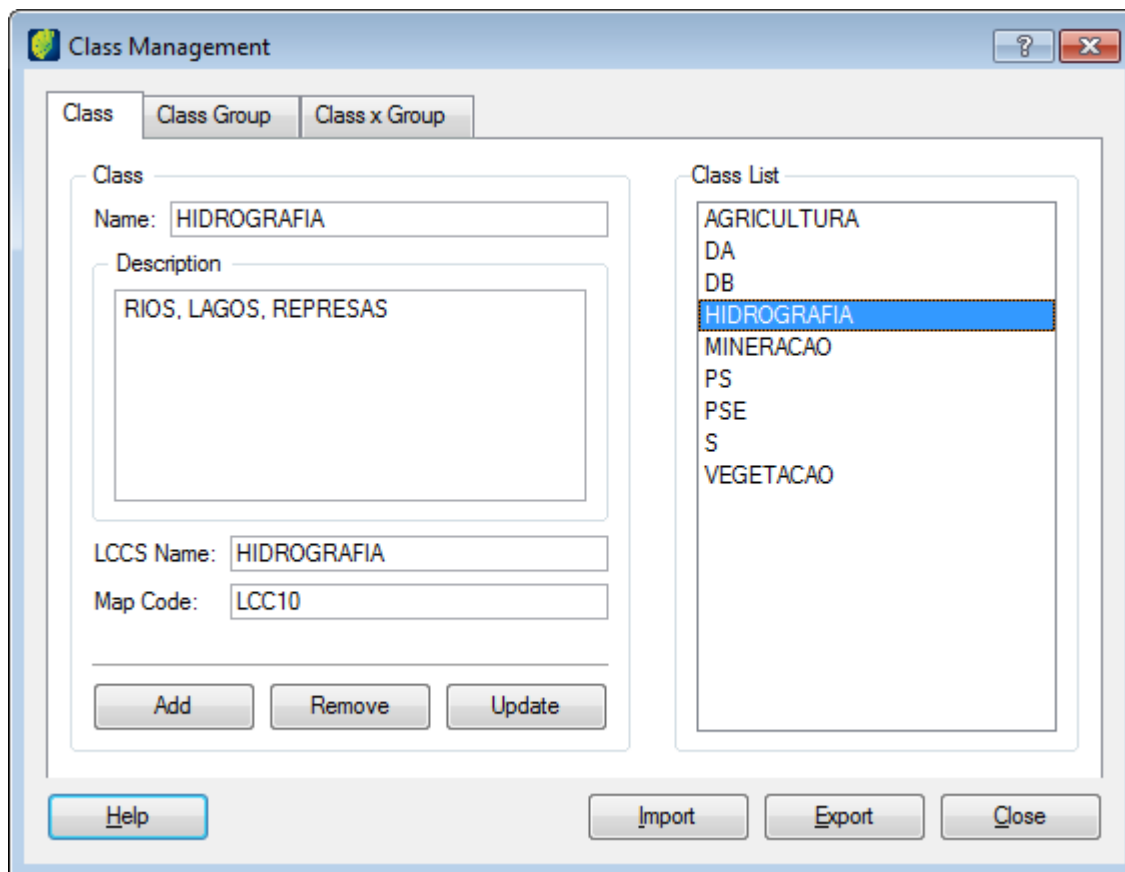 Class Management
?
Class
Class Group
Class x Group
Class
Name: HIDROGRAFIA
Description
RIOS, LAGOS, REPRESAS
LCCS Name: HIDROGRAFIA
Map Code: LCC10
Add
Remove
Update
Class List
AGRICULTURA
DA
DB
HIDROGRAFIA
MINERACAO
PS
PSE
S
VEGETACAO
Help
Import
Export
Close